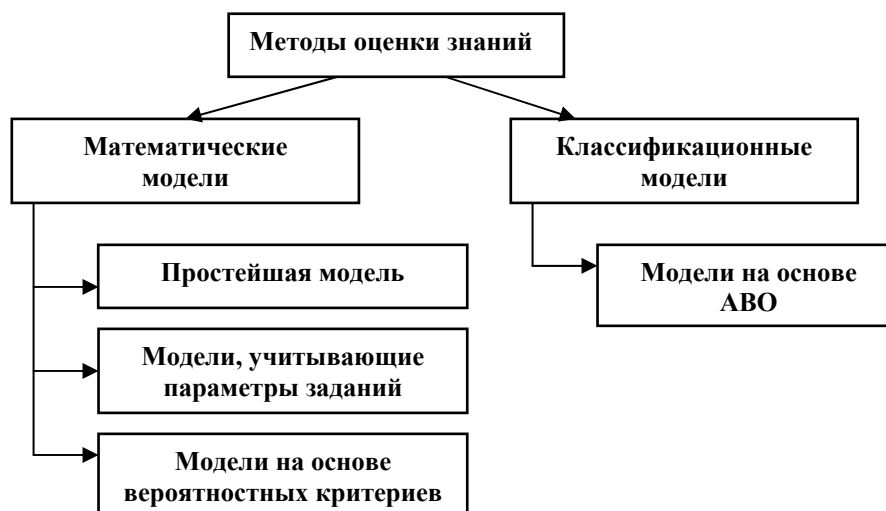 Методы оценки знаний
Математические
модели
Классификационные
модели
Простейшая модель
Модели на основе
АВО
Модели, учитывающие
параметры заданий
Модели на основе
вероятностных критериев